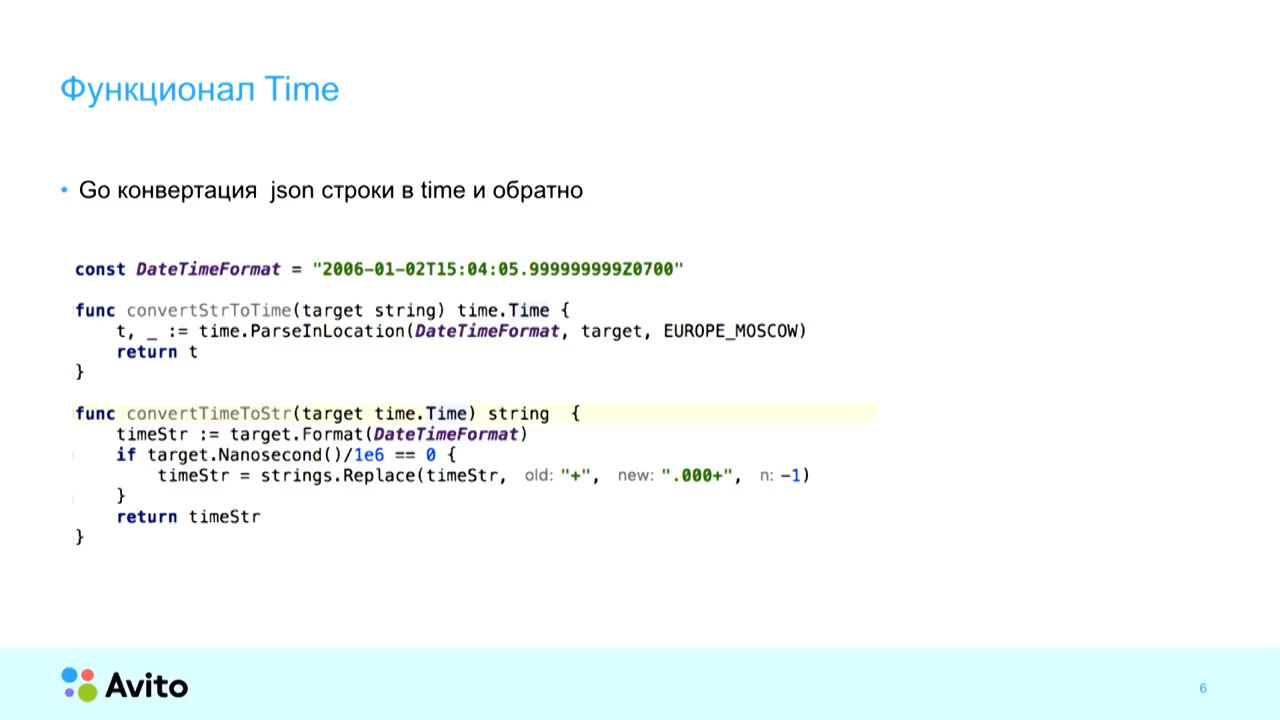 Функционал Time
• Go конвертация  json строки в time и обратно
const DateTimeFormat = "2006-01-02T15:04:05.999999999Z0700"
func convertStrToTime(target string) time.Time {
    t, _ := time.ParseInLocation(DateTimeFormat, target, EUROPE_MOSCOW)
    return t
}
func convertTimeToStr(target time.Time) string  {
    timeStr := target.Format(DateTimeFormat)
    if target.Nanosecond()/1e6 == 0 {
        timeStr = strings.Replace(timeStr, old: "+", new: ".000+", n: -1)
    }
    return timeStr
}
Avito
6